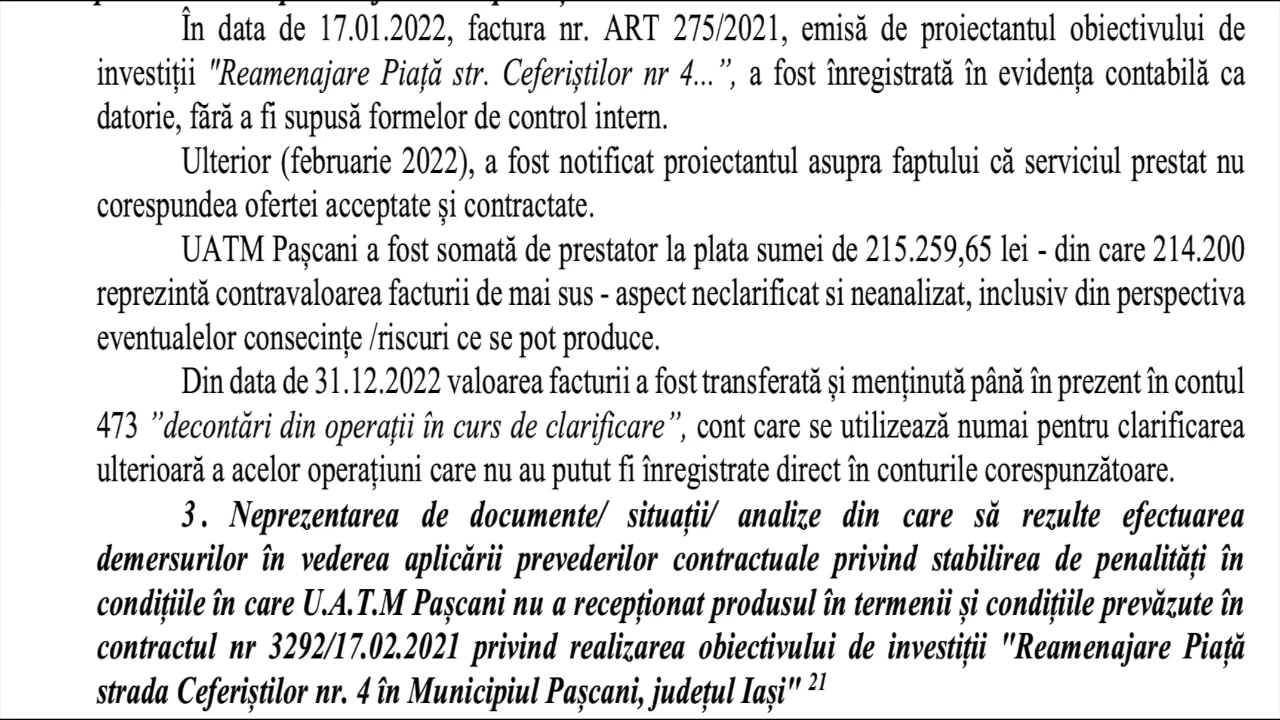 În data de 17.01.2022, factura nr. ART 275/2021, emisă de proiectantul obiectivului de
investiții "Reamenajare Piață str. Ceferiștilor nr 4...”, a fost înregistrată în evidența contabilă ca
datorie, fără a fi supusă formelor de control intern.
Ulterior (februarie 2022), a fost notificat proiectantul asupra faptului că serviciul prestat nu
corespundea ofertei acceptate și contractate.
UATM Pașcani a fost somată de prestator la plata sumei de 215.259,65 lei - din care 214.200
reprezintă contravaloarea facturii de mai sus - aspect neclarificat si neanalizat, inclusiv din perspectiva
eventualelor consecințe /riscuri ce se pot produce.
Din data de 31.12.2022 valoarea facturii a fost transferată și menținută până în prezent în contul
473 ”decontări din operații în curs de clarificare”, cont care se utilizează numai pentru clarificarea
ulterioară a acelor operațiuni care nu au putut fi înregistrate direct în conturile corespunzătoare.
3. Neprezentarea de documente/ situații/ analize din care să rezulte efectuarea
demersurilor în vederea aplicării prevederilor contractuale privind stabilirea de penalități în
condițiile în care U.A.T.M Pașcani nu a recepționat produsul în termenii și condițiile prevăzute în
contractul nr 3292/17.02.2021 privind realizarea obiectivului de investiții "Reamenajare Piață
strada Ceferiștilor nr. 4 în Municipiul Pașcani, județul Iași" 21